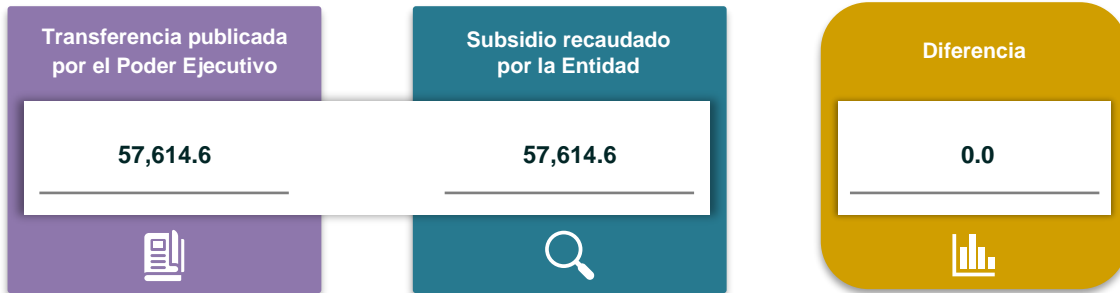 Transferencia publicada
por el Poder Ejecutivo
57,614.6
Subsidio recaudado
por la Entidad
57,614.6
Diferencia
0.0